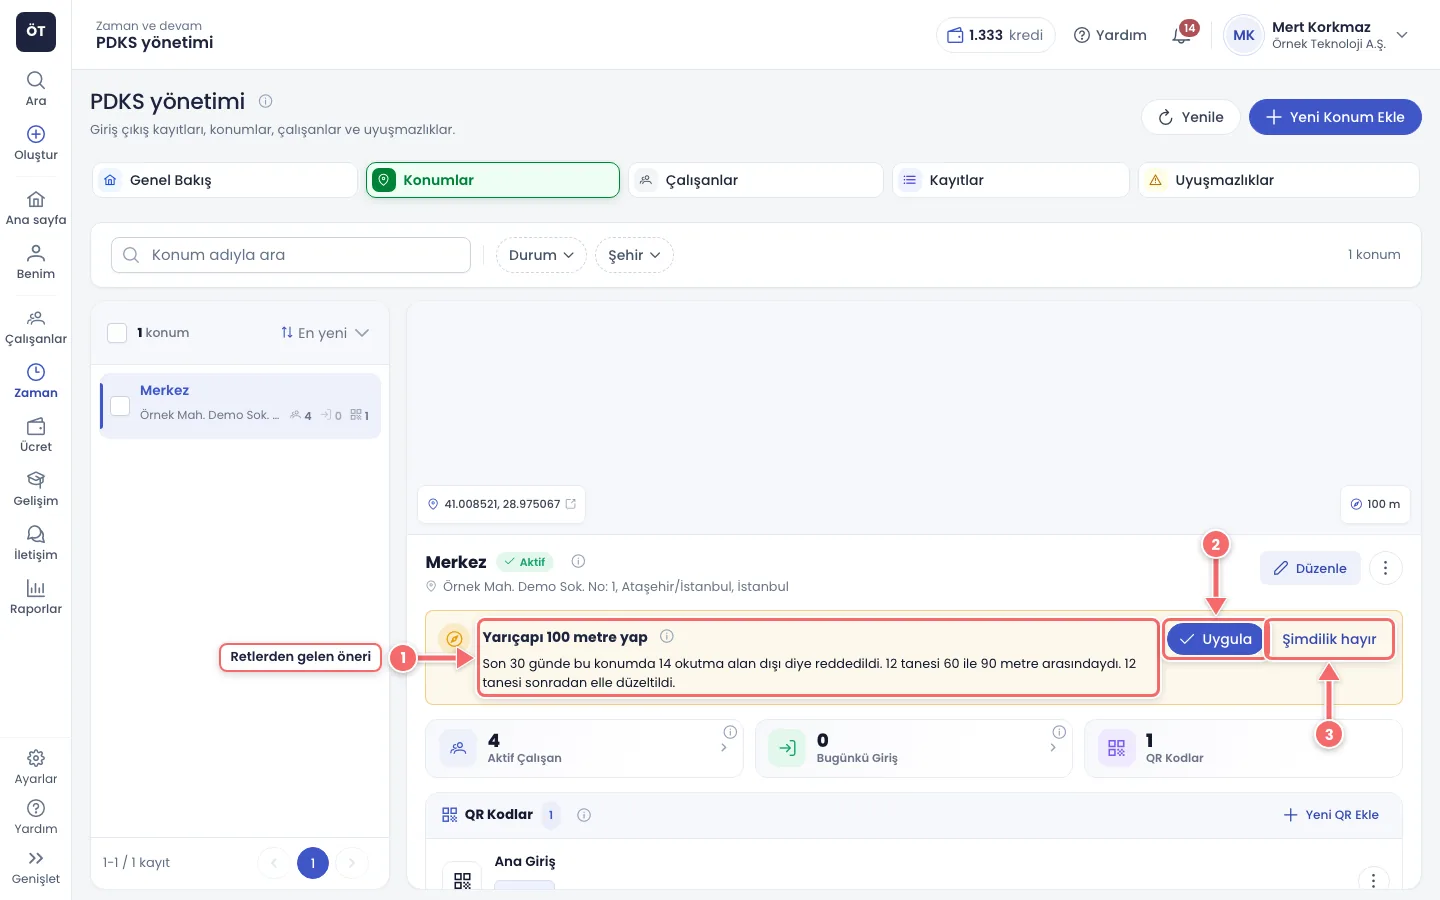 ÖT
Ara
Oluştur
Ana sayfa
Benim
Çalışanlar
Zaman
Ücret
Gelişim
İletişim
Raporlar
Ayarlar
Yardım
Genişlet
Zaman ve devam
PDKS yönetimi
1.333 kredi
Yardım
14
MK
Mert Korkmaz
Örnek Teknoloji A.Ş.
PDKS yönetimi
Giriş çıkış kayıtları, konumlar, çalışanlar ve uyuşmazlıklar.
Yenile
Yeni Konum Ekle
Genel Bakış
Konumlar
Çalışanlar
Kayıtlar
Uyuşmazlıklar
Konum adıyla ara
Durum
Şehir
1 konum
1 konum
En yeni
Merkez
Örnek Mah. Demo Sok. ...
4
0
1
1-1 / 1 kayıt
1
41.008521, 28.975067
100 m
Merkez
Aktif
Örnek Mah. Demo Sok. No: 1, Ataşehir/İstanbul, İstanbul
Düzenle
2
Retlerden gelen öneri
1
Yarıçapı 100 metre yap
Son 30 günde bu konumda 14 okutma alan dışı diye reddedildi. 12 tanesi 60 ile 90 metre arasındaydı. 12
tanesi sonradan elle düzeltildi.
Uygula
Şimdilik hayır
3
4
Aktif Çalışan
0
Bugünkü Giriş
1
QR Kodlar
QR Kodlar
1
Yeni QR Ekle
Ana Giriş